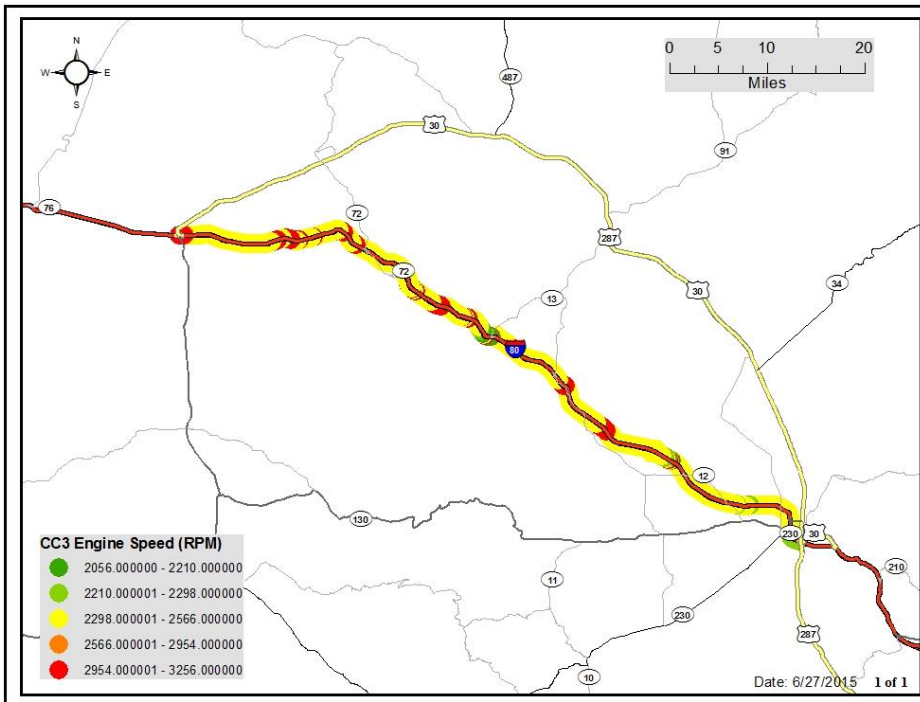 N
W E
S
0 5 10 20
Miles
487
30
91
76
72
287
72
30
34
13
80
12
130
230 30
11
210
230
287
10
CC3 Engine Speed (RPM)
2056.000000 - 2210.000000
2210.000001 - 2298.000000
2298.000001 - 2566.000000
2566.000001 - 2954.000000
2954.000001 - 3256.000000
Date: 6/27/2015 1 of 1